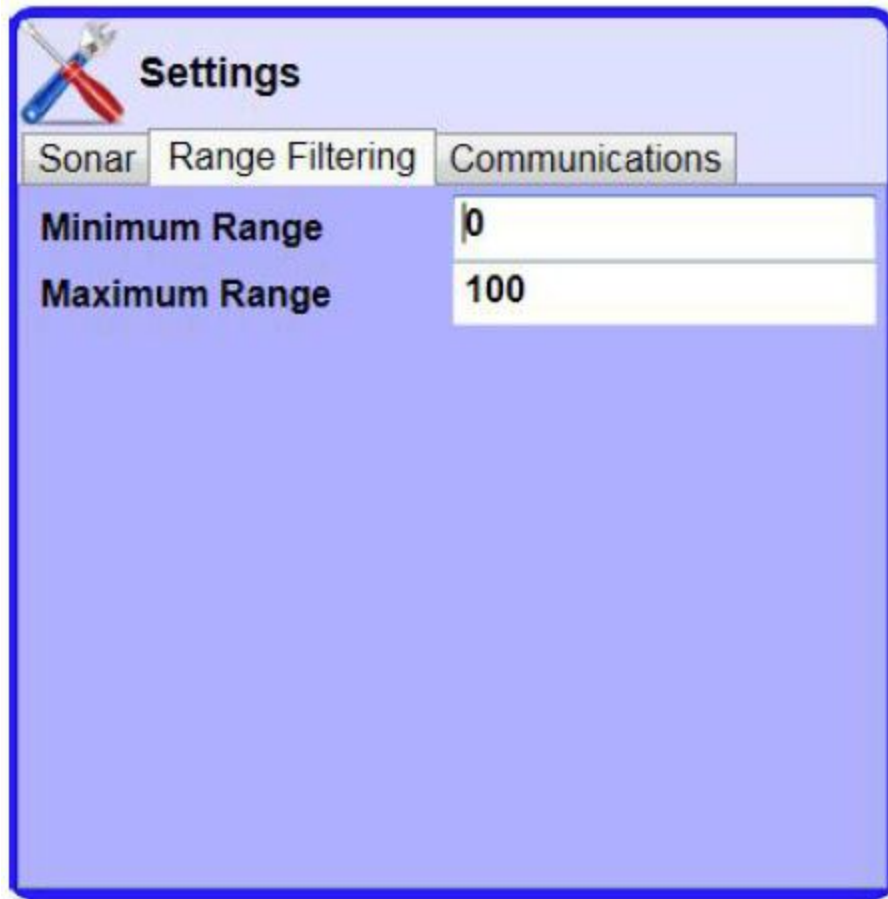 Settings
Sonar Range Filtering Communications
Minimum Range 0
Maximum Range 100